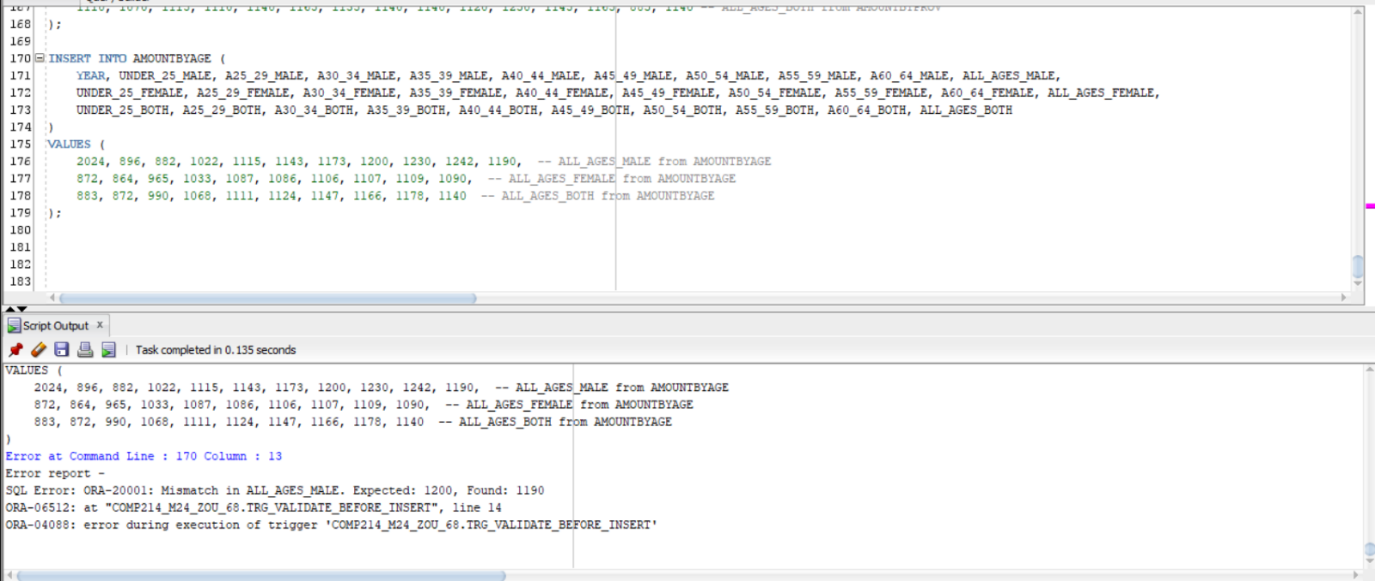 168 );
169
170 INSERT INTO AMOUNTBYAGE (
171 YEAR, UNDER_25_MALE, A25_29_MALE, A30_34_MALE, A35_39_MALE, A40_44_MALE, A45_49_MALE, A50_54_MALE, A55_59_MALE, A60_64_MALE, ALL_AGES_MALE,
172 UNDER_25_FEMALE, A25_29_FEMALE, A30_34_FEMALE, A35_39_FEMALE, A40_44_FEMALE, A45_49_FEMALE, A50_54_FEMALE, A55_59_FEMALE, A60_64_FEMALE, ALL_AGES_FEMALE,
173 UNDER_25_BOTH, A25_29_BOTH, A30_34_BOTH, A35_39_BOTH, A40_44_BOTH, A45_49_BOTH, A50_54_BOTH, A55_59_BOTH, A60_64_BOTH, ALL_AGES_BOTH
174 )
175 VALUES (
176 2024, 896, 882, 1022, 1115, 1143, 1173, 1200, 1230, 1242, 1190, -- ALL_AGES_MALE from AMOUNTBYAGE
177 872, 864, 965, 1033, 1087, 1086, 1106, 1107, 1109, 1090, -- ALL_AGES_FEMALE from AMOUNTBYAGE
178 883, 872, 990, 1068, 1111, 1124, 1147, 1166, 1178, 1140 -- ALL_AGES_BOTH from AMOUNTBYAGE
179 );
180
181
182
183
Script Output x
Task completed in 0.135 seconds
VALUES (
2024, 896, 882, 1022, 1115, 1143, 1173, 1200, 1230, 1242, 1190, -- ALL_AGES_MALE from AMOUNTBYAGE
872, 864, 965, 1033, 1087, 1086, 1106, 1107, 1109, 1090, -- ALL_AGES_FEMALE from AMOUNTBYAGE
883, 872, 990, 1068, 1111, 1124, 1147, 1166, 1178, 1140 -- ALL_AGES_BOTH from AMOUNTBYAGE
)
Error at Command Line : 170 Column : 13
Error report -
SQL Error: ORA-20001: Mismatch in ALL_AGES_MALE. Expected: 1200, Found: 1190
ORA-06512: at "COMP214_M24_ZOU_68.TRG_VALIDATE_BEFORE_INSERT", line 14
ORA-04088: error during execution of trigger 'COMP214_M24_ZOU_68.TRG_VALIDATE_BEFORE_INSERT'